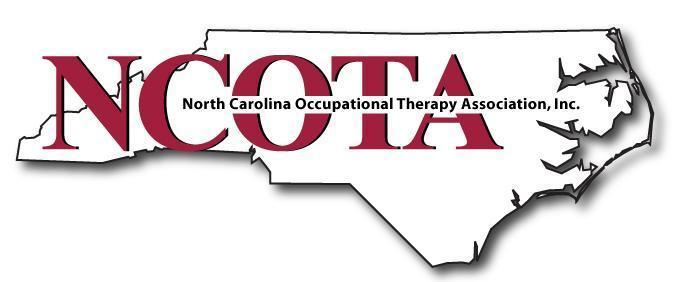 NCOTA
North Carolina Occupational Therapy Association, Inc.